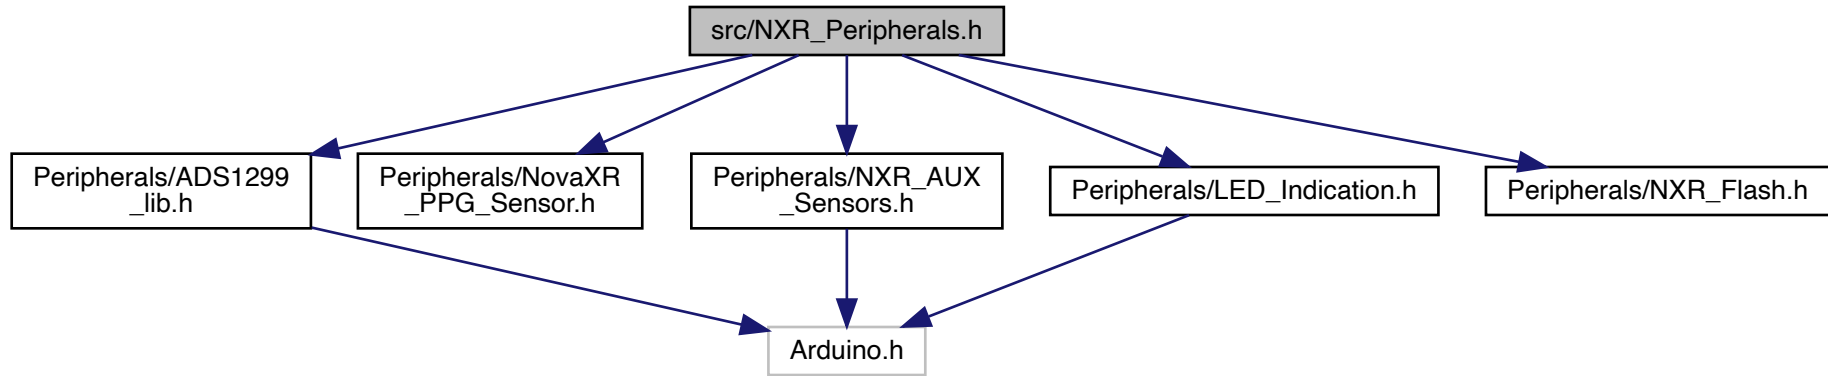 src/NXR_Peripherals.h
Peripherals/ADS1299
_lib.h
Peripherals/NovaXR
_PPG_Sensor.h
Peripherals/NXR_AUX
_Sensors.h
Peripherals/LED_Indication.h
Peripherals/NXR_Flash.h
Arduino.h